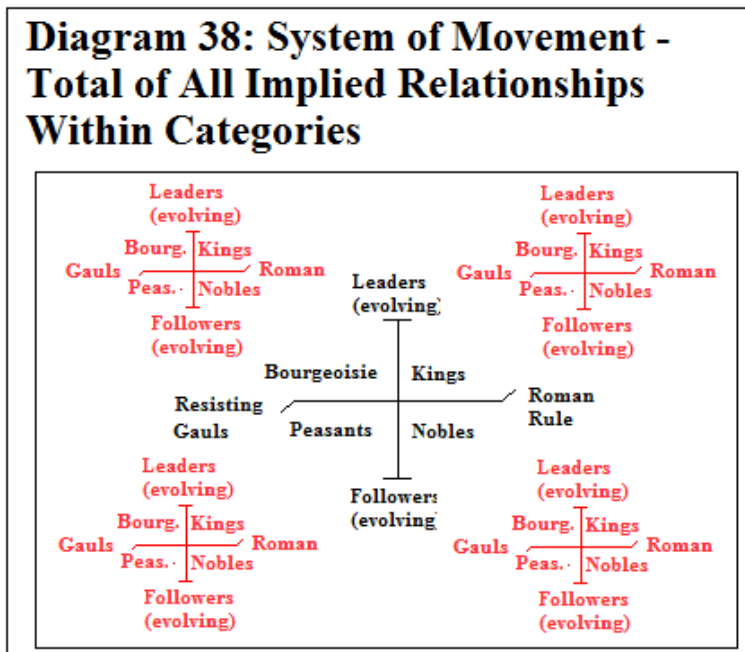 Diagram 38: System of Movement -
Total of All Implied Relationships
Within Categories
Leaders
(evolving)
Bourg. Kings
Gauls Roman
Peas. Nobles
Followers
(evolving)
Leaders
(evolving)
Bourg. Kings
Gauls Roman
Peas. Nobles
Followers
(evolving)
Leaders
(evolving)
Bourgeoisie Kings
Resisting
Gauls
Roman
Rule
Peasants Nobles
Followers
(evolving)
Leaders
(evolving)
Bourg. Kings
Gauls Roman
Peas. Nobles
Followers
(evolving)
Leaders
(evolving)
Bourg. Kings
Gauls Roman
Peas. Nobles
Followers
(evolving)